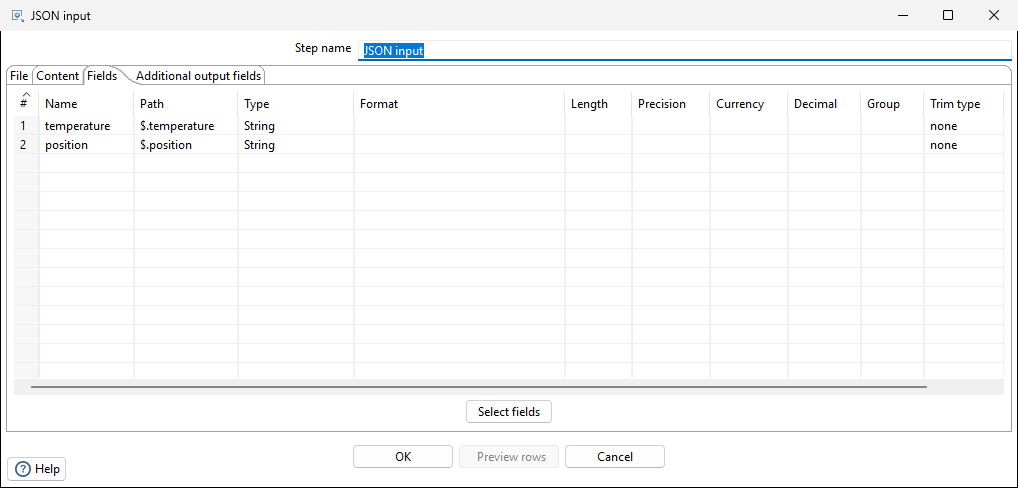 JSON input
Step name JSON input
File Content Fields Additional output fields
# Name Path Type Format Length Precision Currency Decimal Group Trim type
1 temperature $.temperature String none
2 position $.position String none
Select fields
OK Preview rows Cancel
Help